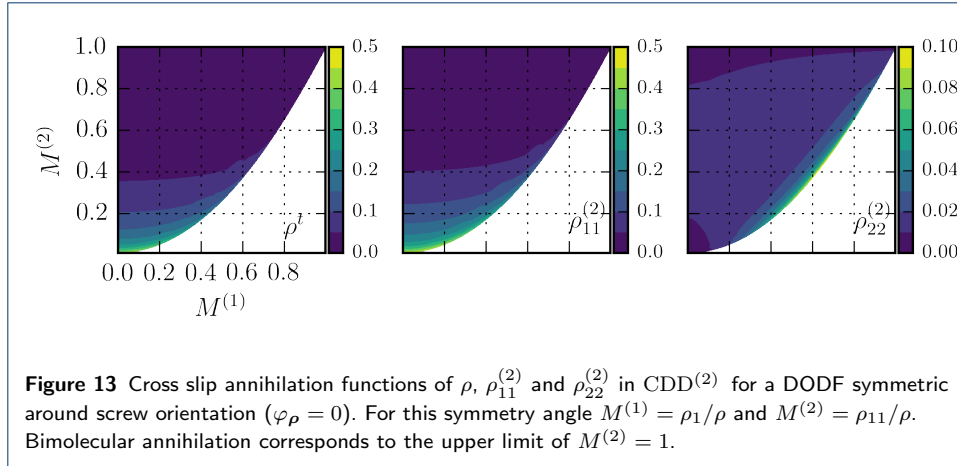 1.0
0.8
0.6
0.4
0.2
M^{(2)}
0.0 0.2 0.4 0.6 0.8
M^{(1)}
ρ^t
0.5
0.4
0.3
0.2
0.1
0.0
ρ_{11}^{(2)}
0.5
0.4
0.3
0.2
0.1
0.0
ρ_{22}^{(2)}
0.10
0.08
0.06
0.04
0.02
0.00
Figure 13 Cross slip annihilation functions of ρ, ρ_{11}^{(2)} and ρ_{22}^{(2)} in CDD^{(2)} for a DODF symmetric
around screw orientation (φ_ρ = 0). For this symmetry angle M^{(1)} = ρ_1/ρ and M^{(2)} = ρ_{11}/ρ.
Bimolecular annihilation corresponds to the upper limit of M^{(2)} = 1.